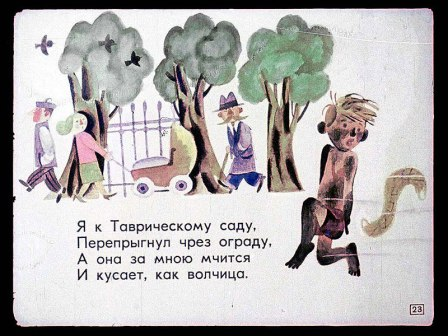 Я к Таврическому саду,
Перепрыгнул чрез ограду,
А она за мною мчится
И кусает, как волчица.
23